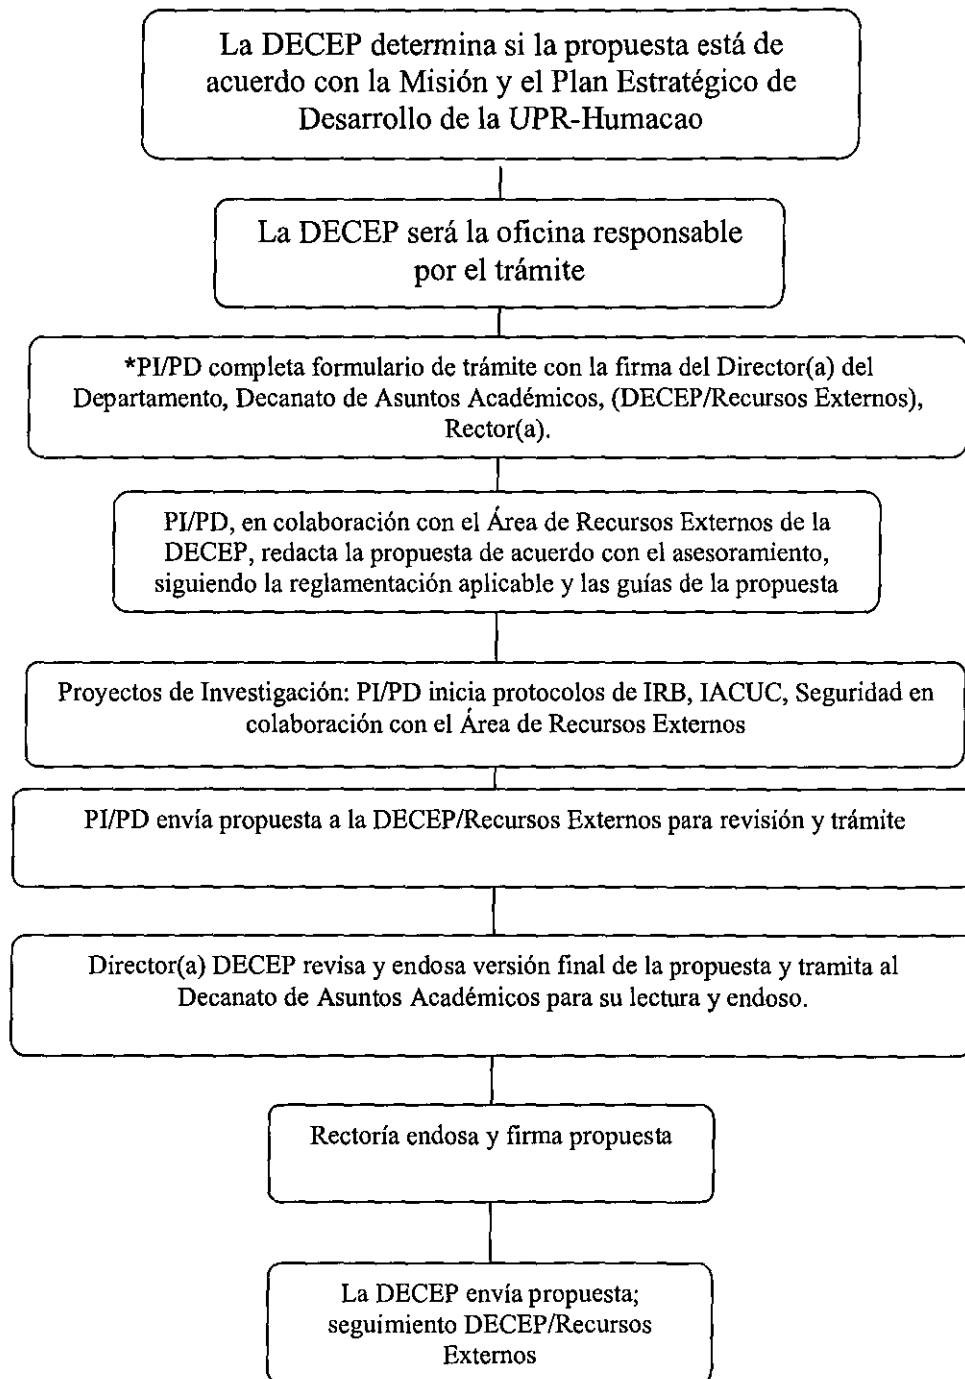 La DECEP determina si la propuesta está de
acuerdo con la Misión y el Plan Estratégico de
Desarrollo de la UPR-Humacao
La DECEP será la oficina responsable
por el trámite
*PI/PD completa formulario de trámite con la firma del Director(a) del
Departamento, Decanato de Asuntos Académicos, (DECEP/Recursos Externos),
Rector(a).
PI/PD, en colaboración con el Área de Recursos Externos de la
DECEP, redacta la propuesta de acuerdo con el asesoramiento,
siguiendo la reglamentación aplicable y las guías de la propuesta
Proyectos de Investigación: PI/PD inicia protocolos de IRB, IACUC, Seguridad en
colaboración con el Área de Recursos Externos
PI/PD envía propuesta a la DECEP/Recursos Externos para revisión y trámite
Director(a) DECEP revisa y endosa versión final de la propuesta y tramita al
Decanato de Asuntos Académicos para su lectura y endoso.
Rectoría endosa y firma propuesta
La DECEP envía propuesta;
seguimiento DECEP/Recursos
Externos